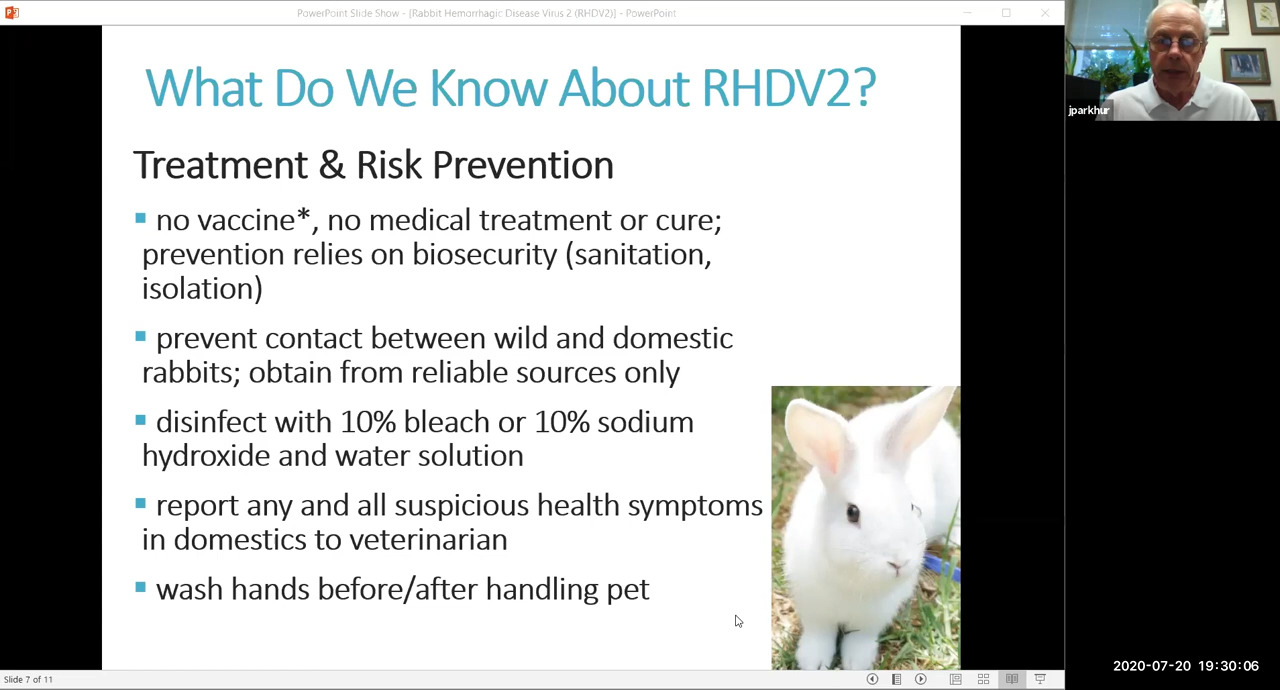 PowerPoint Slide Show - [Rabbit Hemorrhagic Disease Virus 2 (RHDV2)] - PowerPoint
What Do We Know About RHDV2?
Treatment & Risk Prevention
no vaccine*, no medical treatment or cure;
prevention relies on biosecurity (sanitation,
isolation)
prevent contact between wild and domestic
rabbits; obtain from reliable sources only
disinfect with 10% bleach or 10% sodium
hydroxide and water solution
report any and all suspicious health symptoms
in domestics to veterinarian
wash hands before/after handling pet
jparkhur
Slide 7 of 11
2020-07-20 19:30:06